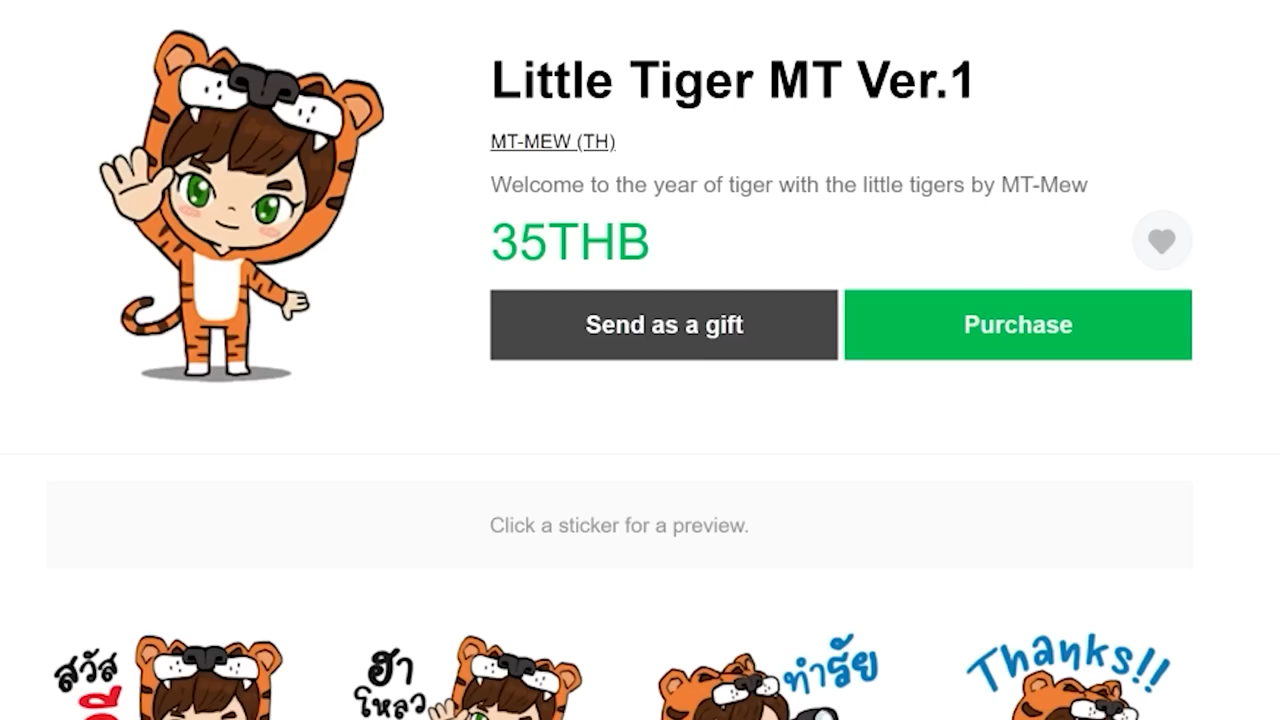 Little Tiger MT Ver.1
MT-MEW (TH)
Welcome to the year of tiger with the little tigers by MT-Mew
35THB
Send as a gift
Purchase
Click a sticker for a preview.
สวัส
ดี
ฮา
โหลว
ทำรัย
Thanks!!